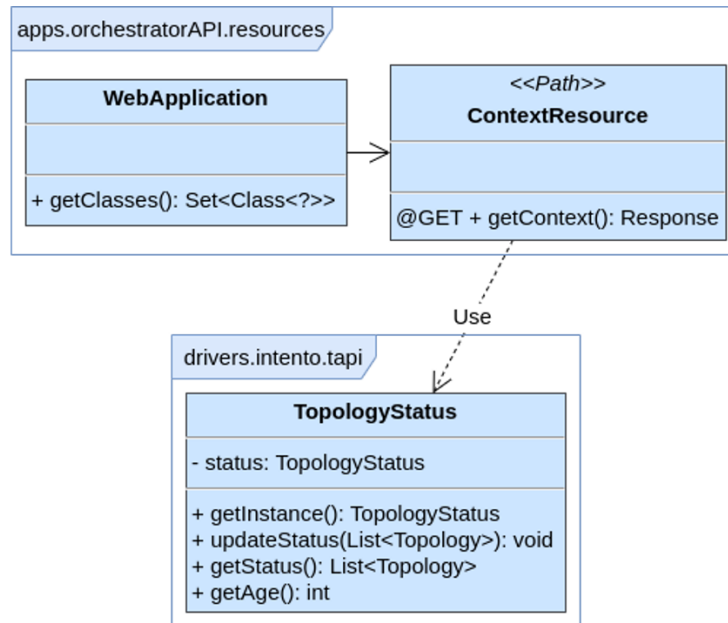 apps.orchestratorAPI.resources
WebApplication
+ getClasses(): Set<Class<?>>
<<Path>>
ContextResource
@GET + getContext(): Response
Use
drivers.intento.tapi
TopologyStatus
- status: TopologyStatus
+ getInstance(): TopologyStatus
+ updateStatus(List<Topology>): void
+ getStatus(): List<Topology>
+ getAge(): int